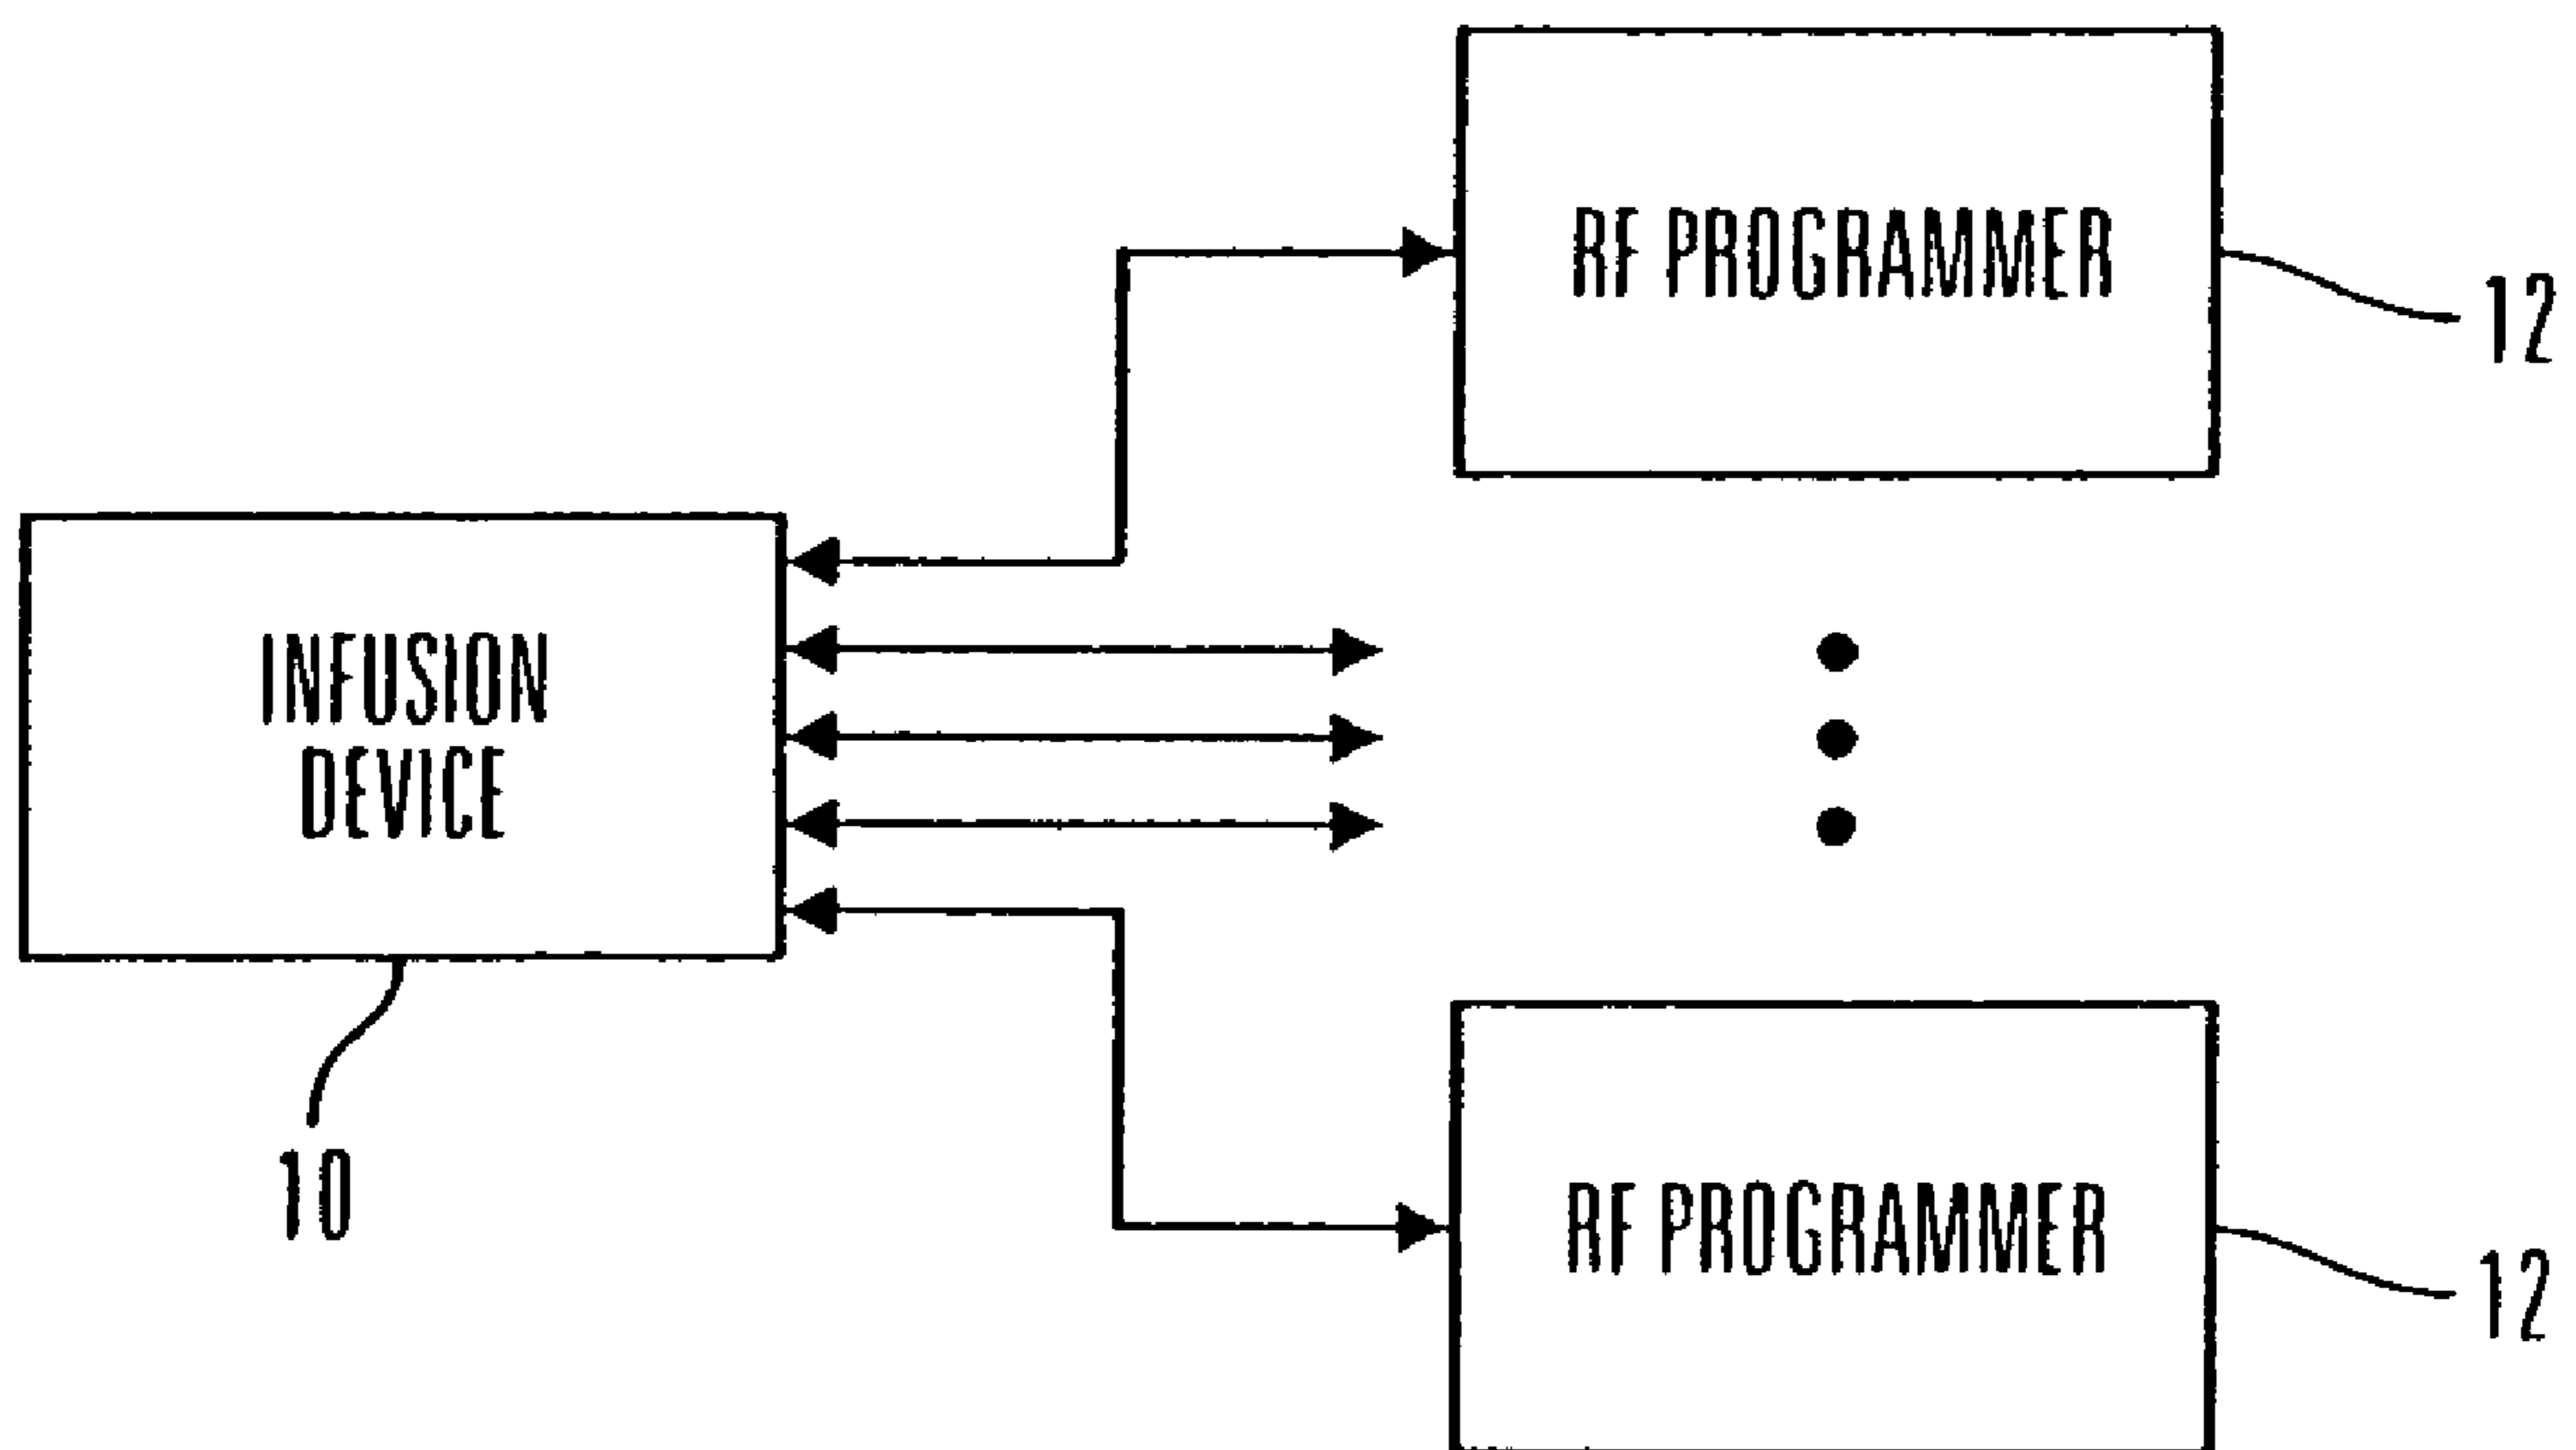 RF PROGRAMMER
12
INFUSION
DEVICE
10
RF PROGRAMMER
12